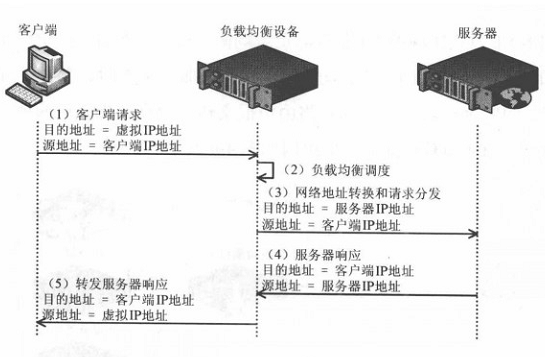 客户端
负载均衡设备
服务器
（1）客户端请求
目的地址 = 虚拟IP地址
源地址 = 客户端IP地址
（2）负载均衡调度
（3）网络地址转换和请求分发
目的地址 = 服务器IP地址
源地址 = 客户端IP地址
（4）服务器响应
目的地址 = 客户端IP地址
源地址 = 服务器IP地址
（5）转发服务器响应
目的地址 = 客户端IP地址
源地址 = 虚拟IP地址